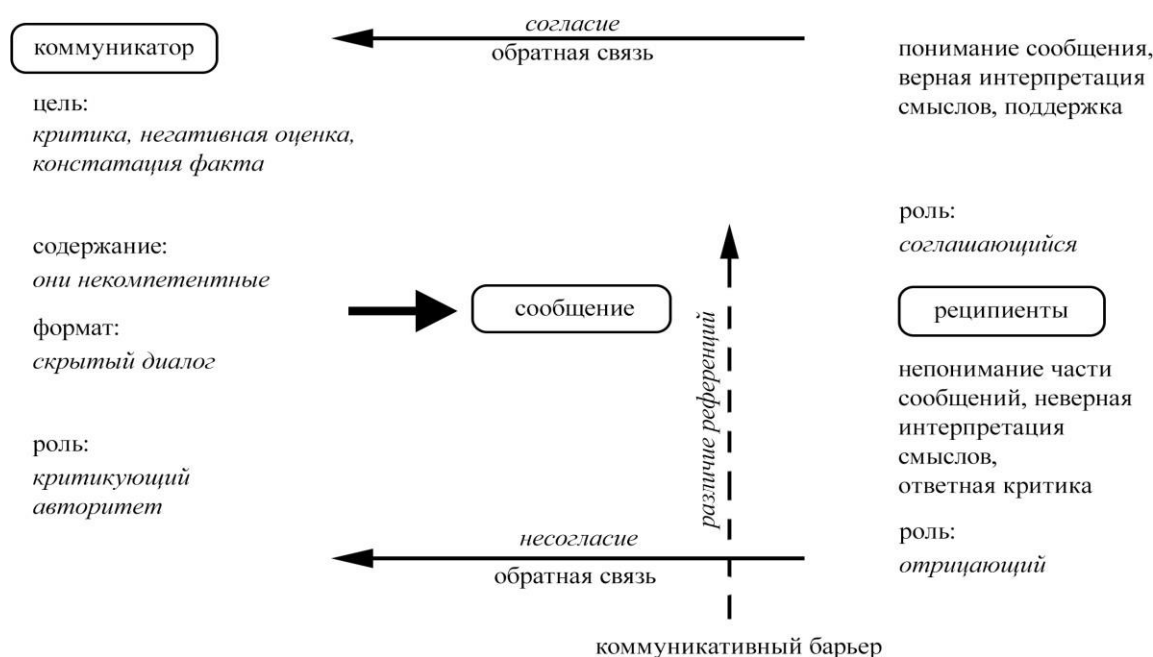 коммуникатор
цель:
критика, негативная оценка,
констатация факта
содержание:
они некомпетентные
формат:
скрытый диалог
роль:
критикующий
авторитет
согласие
обратная связь
сообщение
различие референций
несогласие
обратная связь
коммуникативный барьер
понимание сообщения,
верная интерпретация
смыслов, поддержка
роль:
соглашающийся
реципиенты
непонимание части
сообщений, неверная
интерпретация
смыслов,
ответная критика
роль:
отрицающий